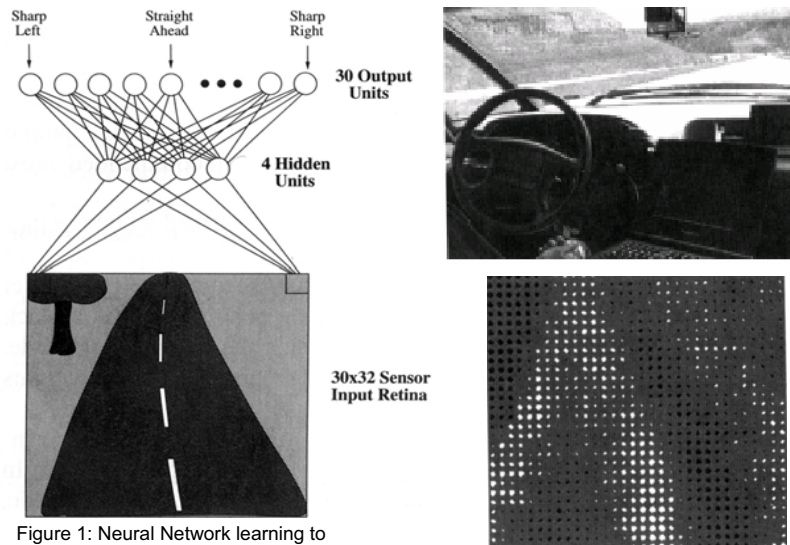 Sharp
Left
Straight
Ahead
Sharp
Right
30 Output
Units
4 Hidden
Units
30x32 Sensor
Input Retina
Figure 1: Neural Network learning to